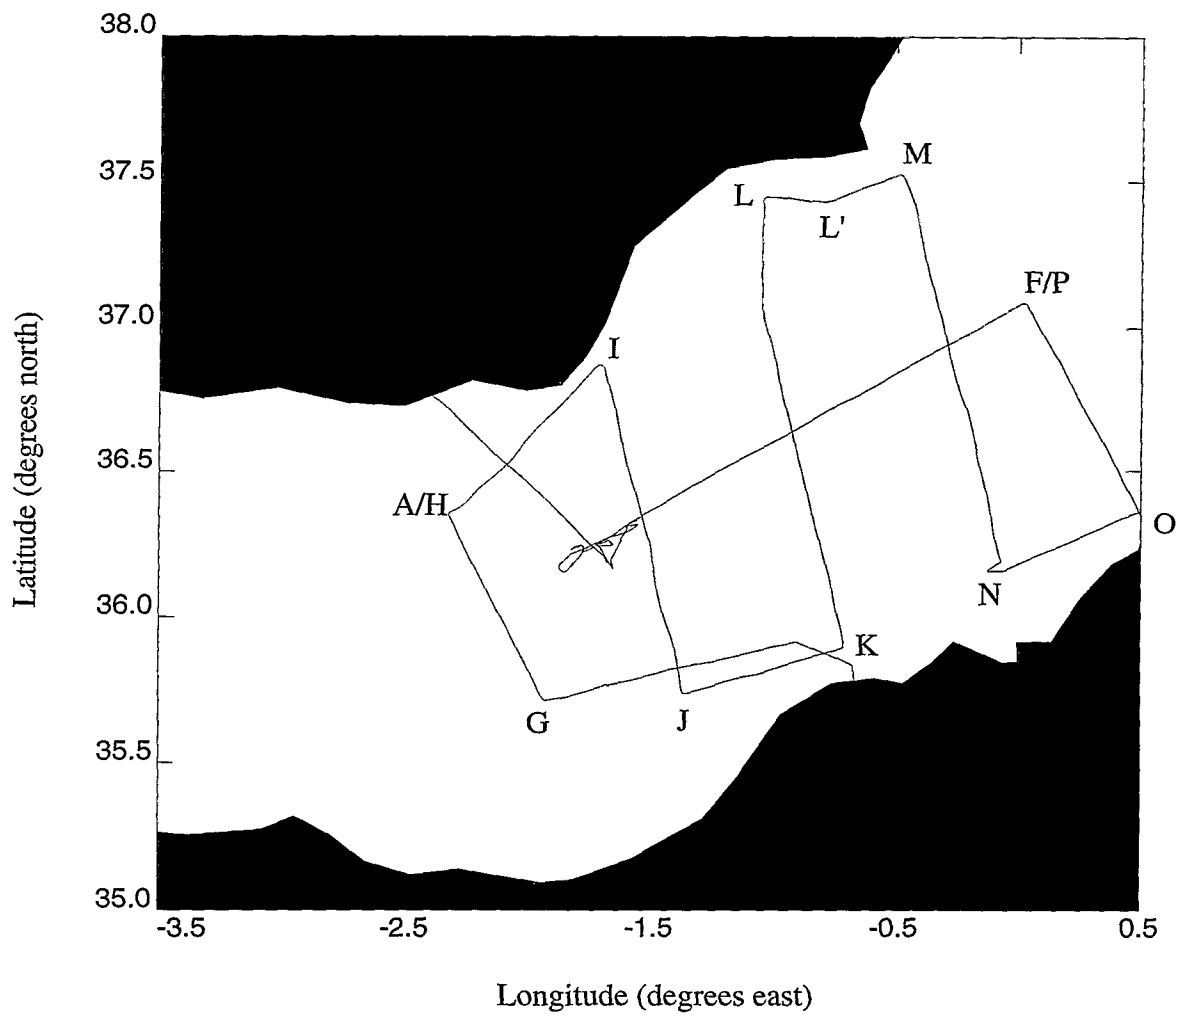 38.0
37.5
37.0
36.5
36.0
35.5
35.0
Latitude (degrees north)
M
L
L'
F/P
I
A/H
O
N
K
G
J
-3.5
-2.5
-1.5
-0.5
0.5
Longitude (degrees east)